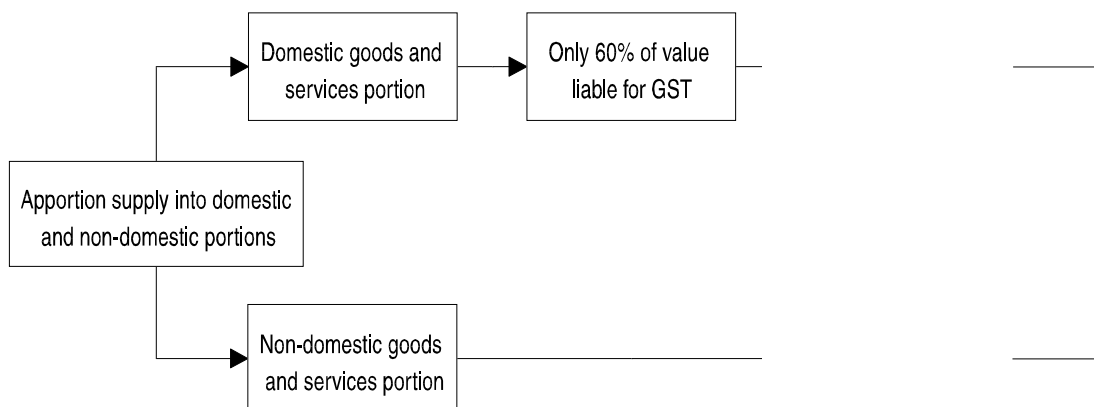 Domestic goods and
services portion
Only 60% of value
liable for GST
Apportion supply into domestic
and non-domestic portions
Non-domestic goods
and services portion